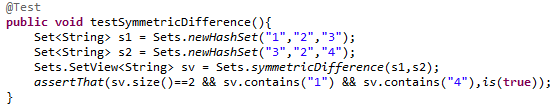 @Test
public void testSymmetricDifference(){
Set<String> s1 = Sets.newHashSet("1","2","3");
Set<String> s2 = Sets.newHashSet("3","2","4");
Sets.SetView<String> sv = Sets.symmetricDifference(s1,s2);
assertThat(sv.size()==2 && sv.contains("1") && sv.contains("4"),is(true));
}